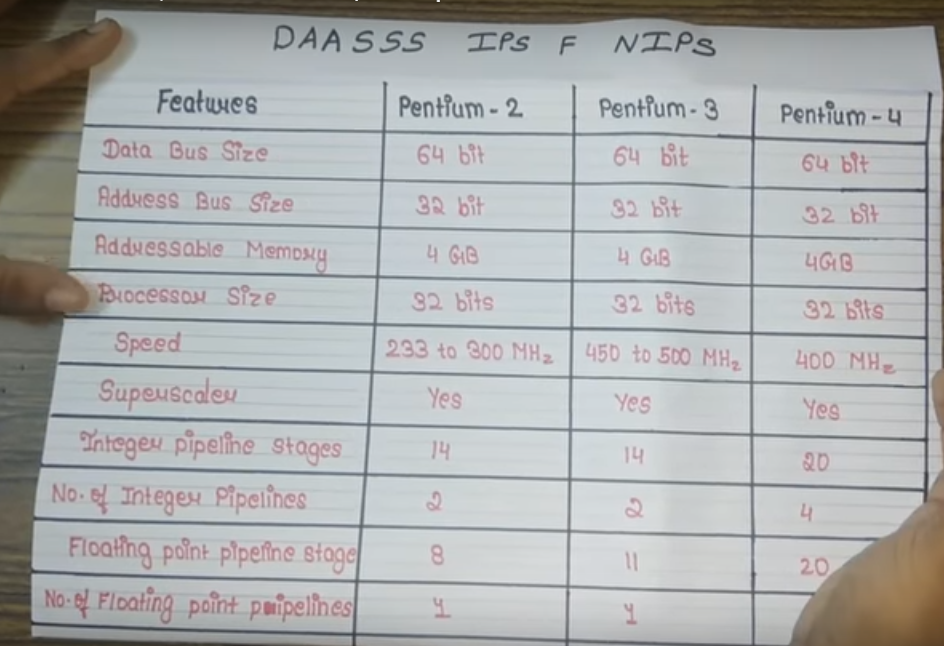 DAASSS IPS F NIPS
Features Pentium - 2 Pentium - 3 Pentium - 4
Data Bus Size 64 bit 64 bit 64 bit
Address Bus Size 32 bit 32 bit 32 bit
Addressable Memory 4 GB 4 GB 4GB
Processor Size 32 bits 32 bits 32 bits
Speed 233 to 300 MHz 450 to 500 MHz 400 MHz
Superscaler Yes Yes Yes
Integer pipeline stages 14 14 20
No. of Integer Pipelines 2 2 4
Floating point pipeline stage 8 11 20
No. of Floating point pipelines 1 1